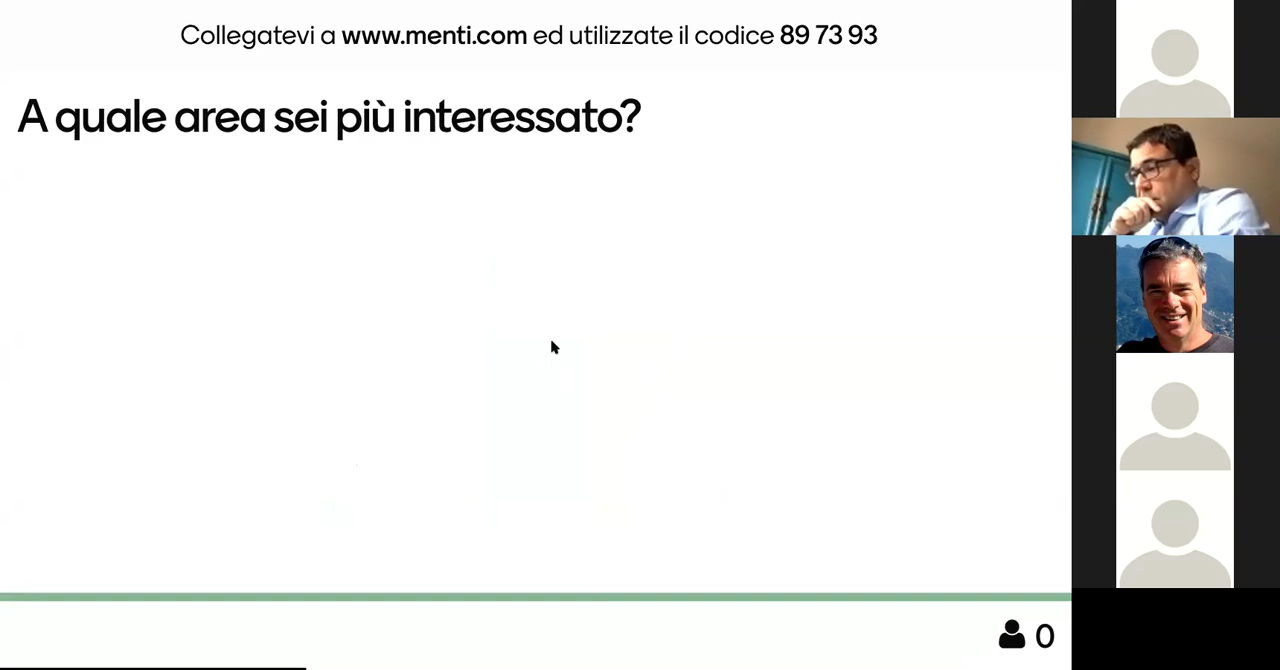 Collegatevi a www.menti.com ed utilizzate il codice 89 73 93
A quale area sei più interessato?
0